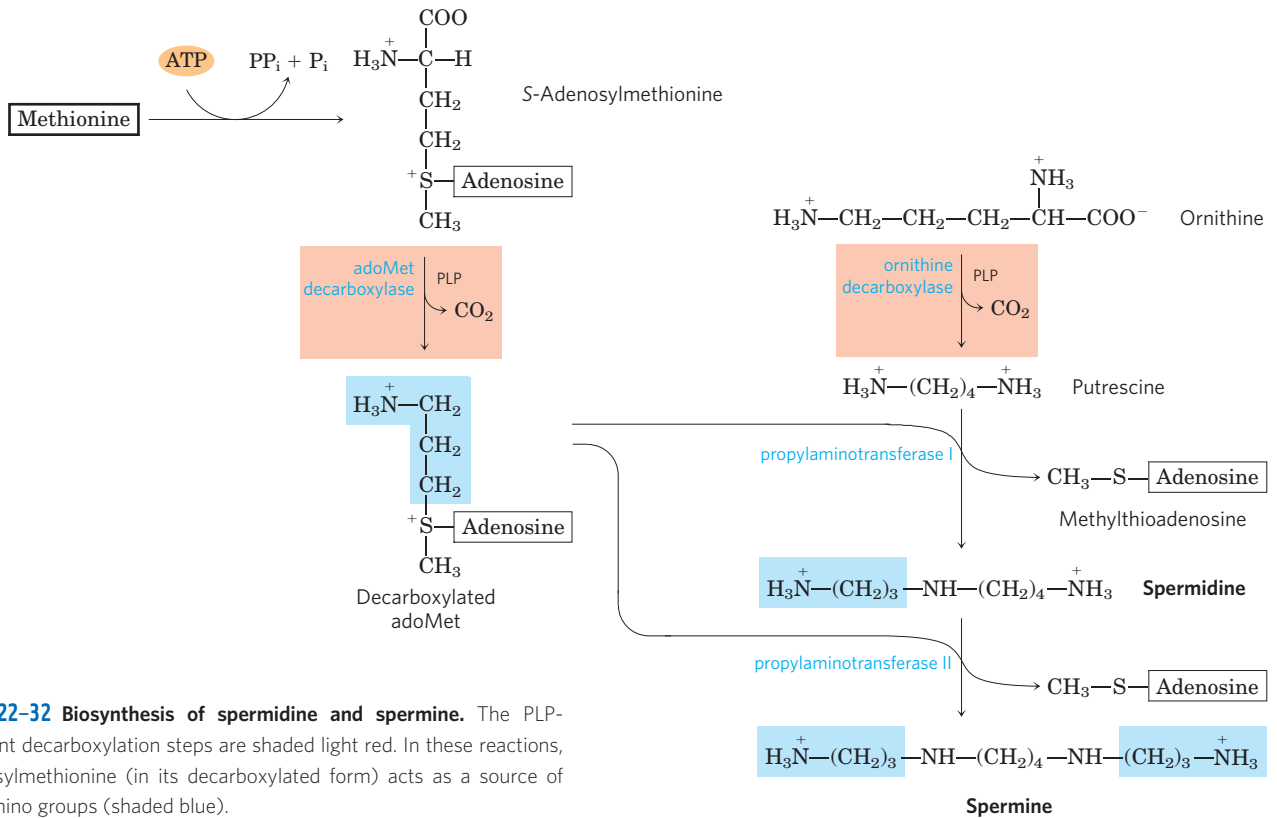 COO
H₃N⁺—C—H
ATP
PPᵢ + Pᵢ
CH₂
S-Adenosylmethionine
Methionine
CH₂
⁺S—Adenosine
CH₃
⁺NH₃
H₃N⁺—CH₂—CH₂—CH₂—CH—COO⁻
Ornithine
adoMet
decarboxylase
PLP
CO₂
ornithine
decarboxylase
PLP
CO₂
H₃N⁺—CH₂
CH₂
CH₂
⁺S—Adenosine
CH₃
Decarboxylated
adoMet
H₃N⁺—(CH₂)₄—N⁺H₃
Putrescine
propylaminotransferase I
CH₃—S—Adenosine
Methylthioadenosine
H₃N⁺—(CH₂)₃—NH—(CH₂)₄—N⁺H₃
Spermidine
propylaminotransferase II
CH₃—S—Adenosine
H₃N⁺—(CH₂)₃—NH—(CH₂)₄—NH—(CH₂)₃—N⁺H₃
Spermine
22–32 Biosynthesis of spermidine and spermine. The PLP-
nt decarboxylation steps are shaded light red. In these reactions,
sylmethionine (in its decarboxylated form) acts as a source of
mino groups (shaded blue).